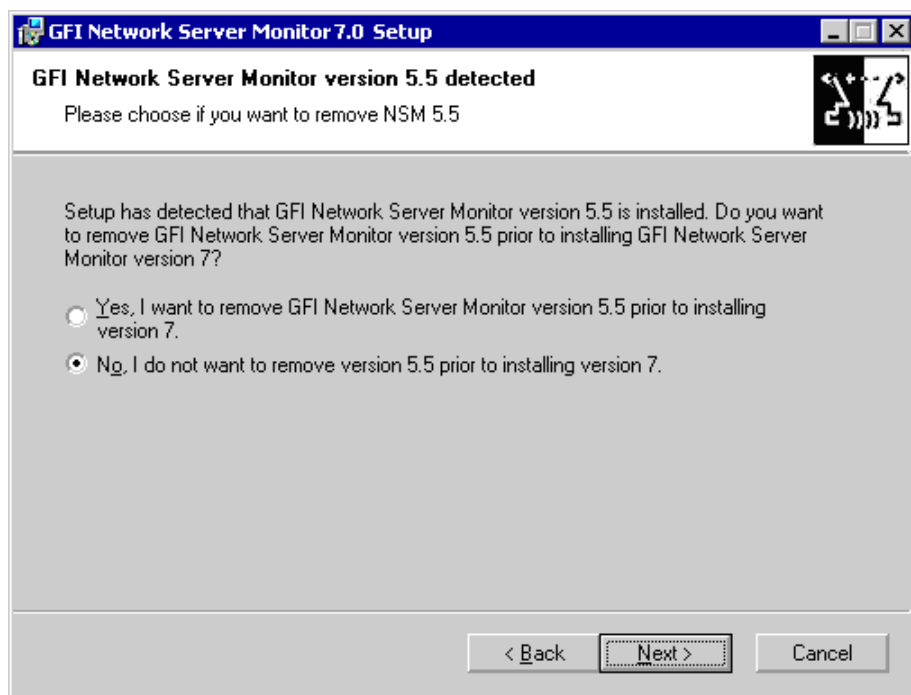 GFI Network Server Monitor 7.0 Setup
GFI Network Server Monitor version 5.5 detected
Please choose if you want to remove NSM 5.5
Setup has detected that GFI Network Server Monitor version 5.5 is installed. Do you want
to remove GFI Network Server Monitor version 5.5 prior to installing GFI Network Server
Monitor version 7?
Yes, I want to remove GFI Network Server Monitor version 5.5 prior to installing
version 7.
No, I do not want to remove version 5.5 prior to installing version 7.
< Back
Next >
Cancel